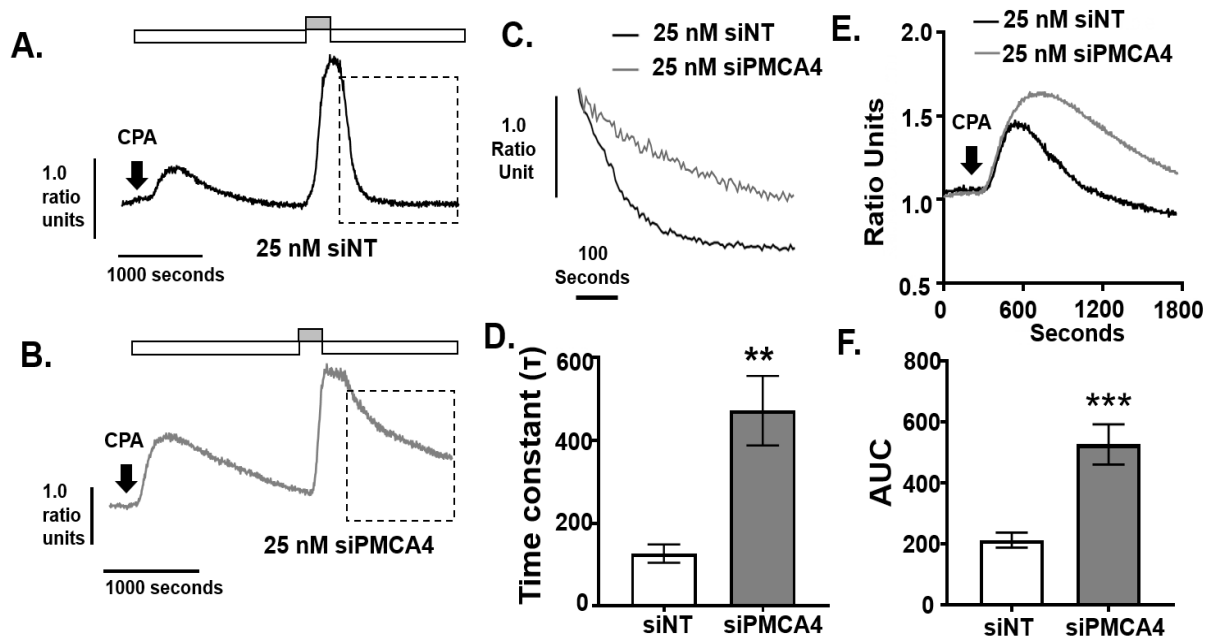 A.
CPA
1.0
ratio
units
1000 seconds
25 nM siNT
B.
CPA
1.0
ratio
units
1000 seconds
25 nM siPMCA4
C.
25 nM siNT
25 nM siPMCA4
1.0
Ratio
Unit
100
Seconds
D.
Time constant (τ)
600
400
200
0
**
siNT
siPMCA4
E.
2.0
25 nM siNT
25 nM siPMCA4
1.5
CPA
1.0
0.5
Ratio Units
0
600
1200
1800
Seconds
F.
AUC
800
600
400
200
0
***
siNT
siPMCA4